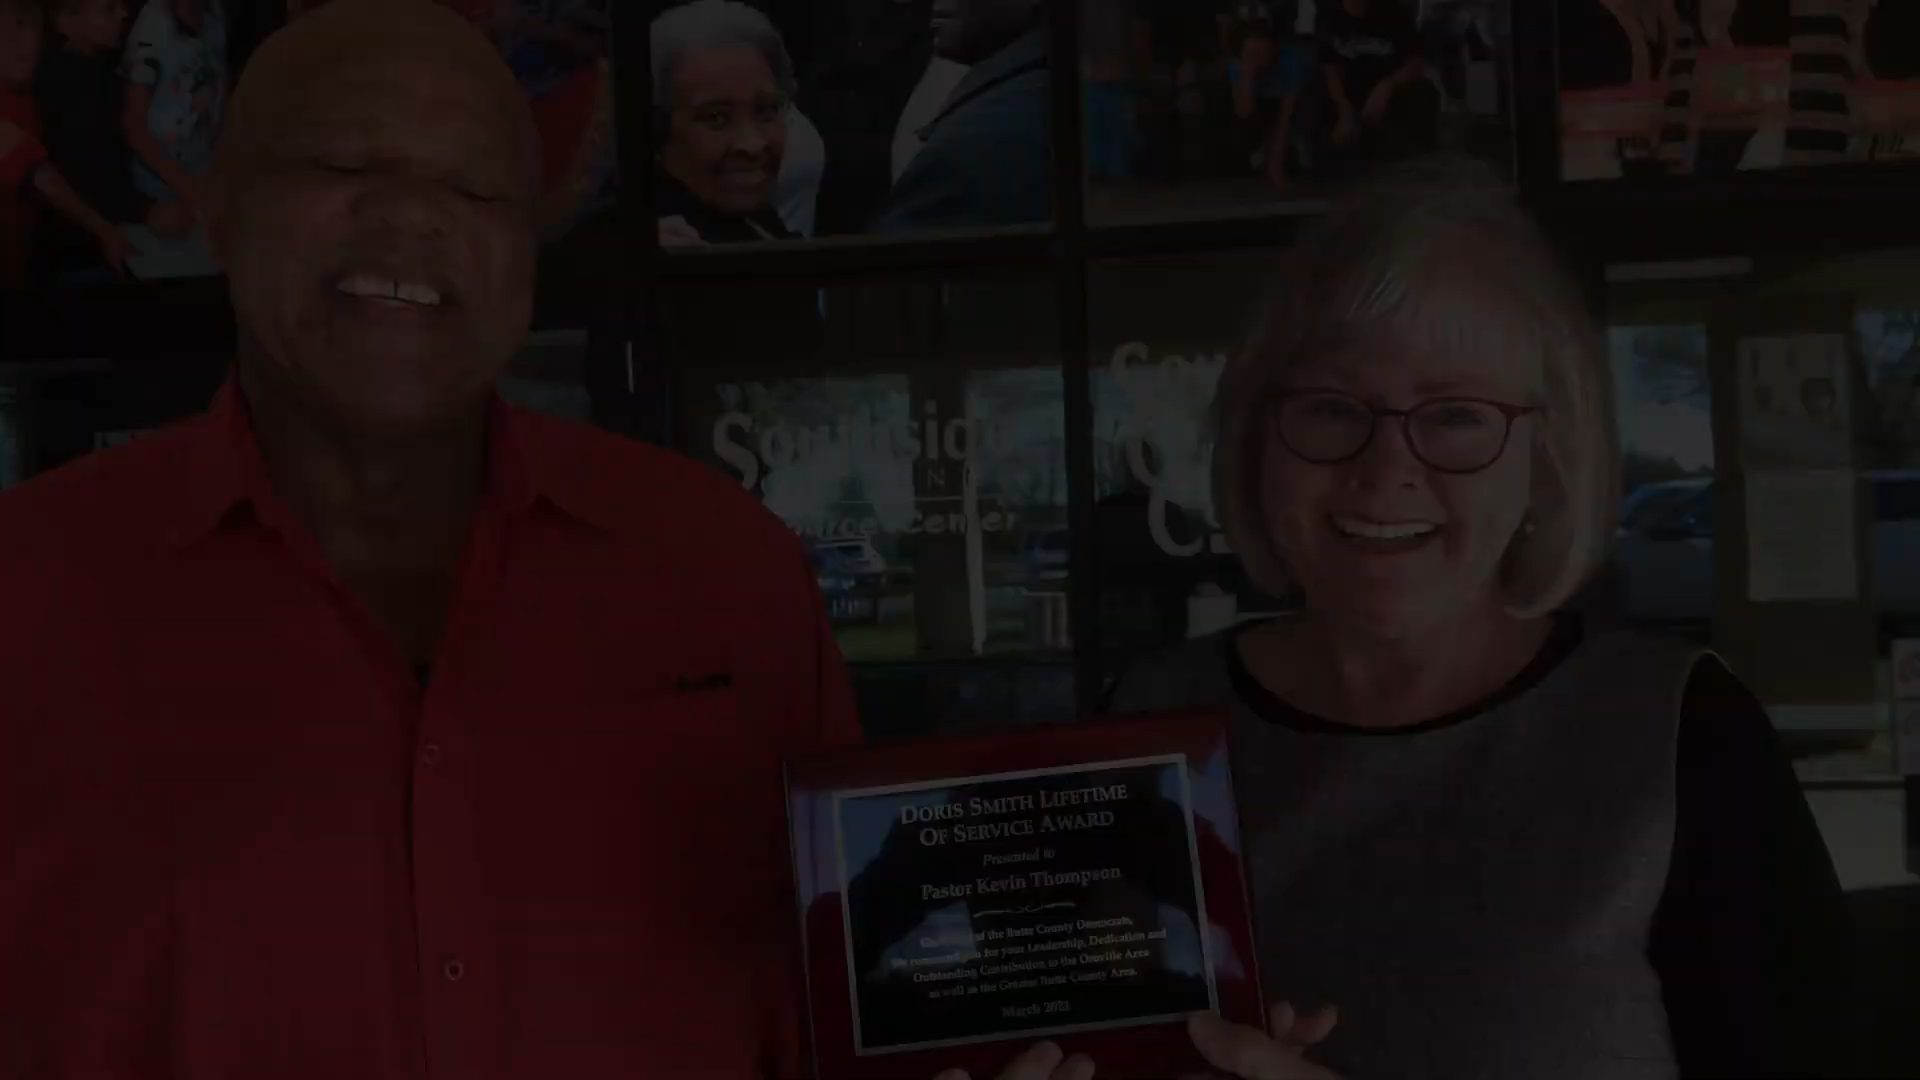 Southside
Center
DORIS SMITH LIFETIME
OF SERVICE AWARD
Presented to
Pastor Kevin Thompson
of the Butte County Democrats,
We commend you for your Leadership, Dedication and
Outstanding Contribution to the Oroville Area
as well as the Greater Butte County Area.
March 2021